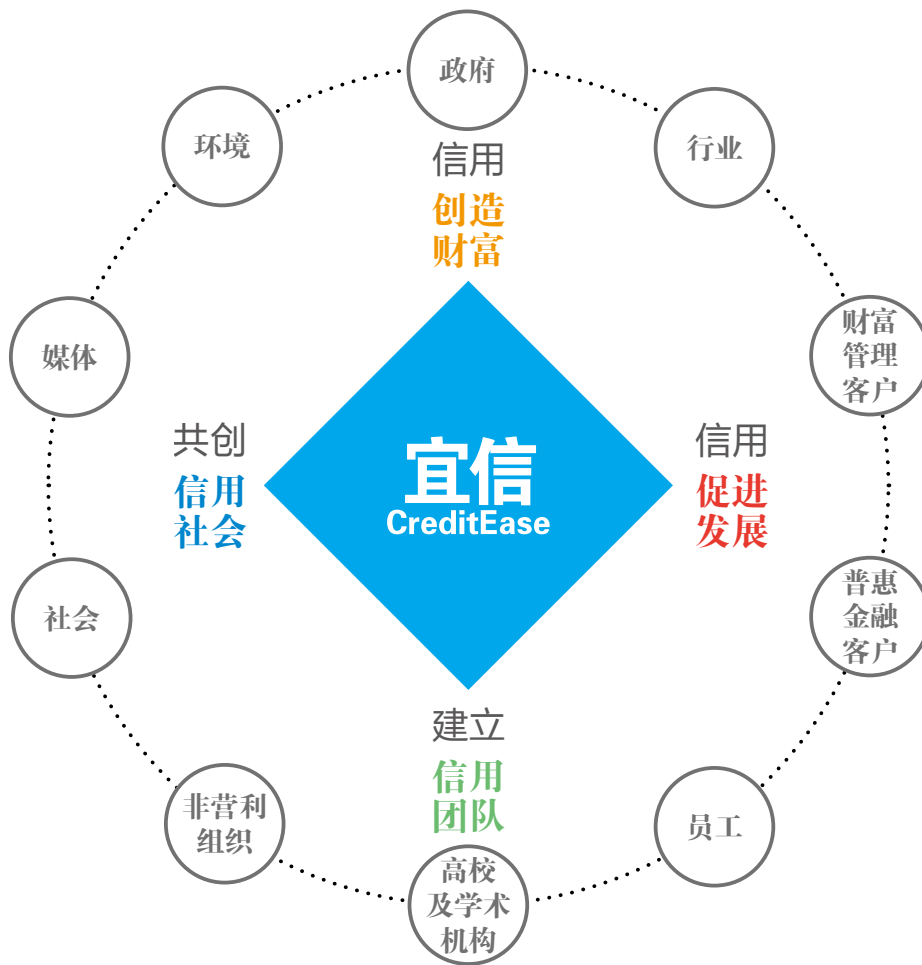 政府
环境
行业
信用
创造
财富
媒体
财富
管理
客户
共创
信用
社会
宜信
CreditEase
信用
促进
发展
社会
普惠
金融
客户
建立
信用
团队
非营利
组织
员工
高校
及学术
机构